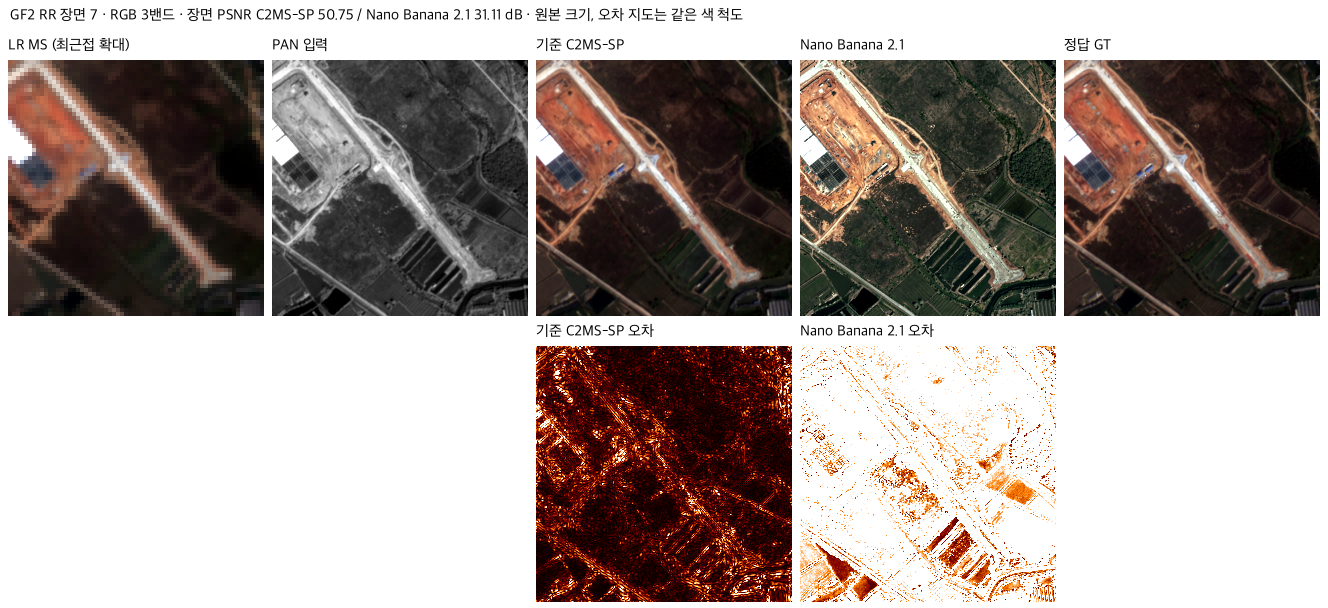 GF2 RR 장면 7 · RGB 3밴드 · 장면 PSNR C2MS-SP 50.75 / Nano Banana 2.1 31.11 dB · 원본 크기, 오차 지도는 같은 색 척도
LR MS (최근접 확대)
PAN 입력
기준 C2MS-SP
Nano Banana 2.1
정답 GT
기준 C2MS-SP 오차
Nano Banana 2.1 오차